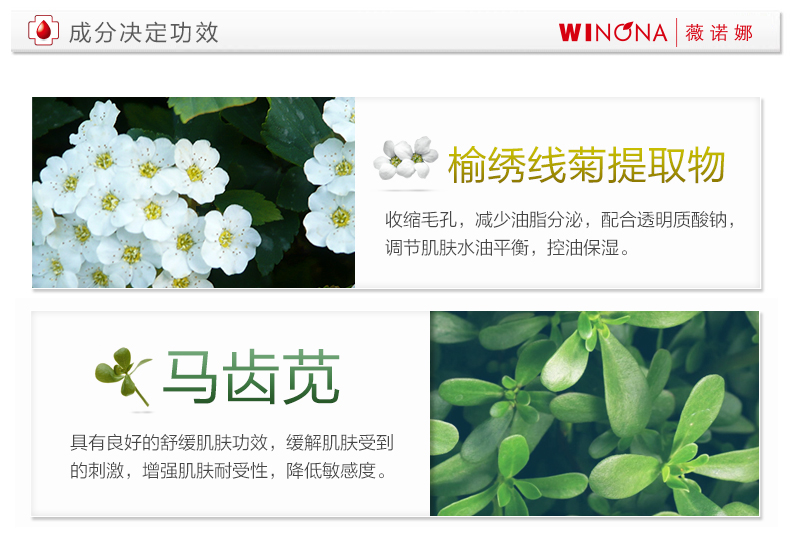 成分决定功效
WINONA 薇诺娜
榆绣线菊提取物
收缩毛孔，减少油脂分泌，配合透明质酸钠，
调节肌肤水油平衡，控油保湿。
马齿苋
具有良好的舒缓肌肤功效，缓解肌肤受到
的刺激，增强肌肤耐受性，降低敏感度。